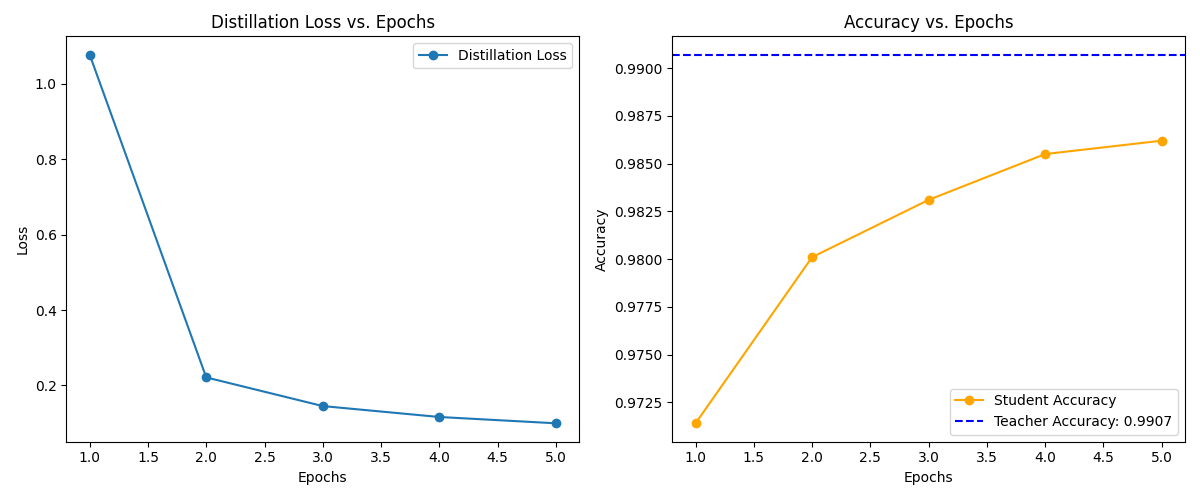 Distillation Loss vs. Epochs
Distillation Loss
1.0
0.8
0.6
0.4
0.2
Loss
1.0 1.5 2.0 2.5 3.0 3.5 4.0 4.5 5.0
Epochs
Accuracy vs. Epochs
0.9900
0.9875
0.9850
0.9825
0.9800
0.9775
0.9750
0.9725
Accuracy
Student Accuracy
Teacher Accuracy: 0.9907
1.0 1.5 2.0 2.5 3.0 3.5 4.0 4.5 5.0
Epochs